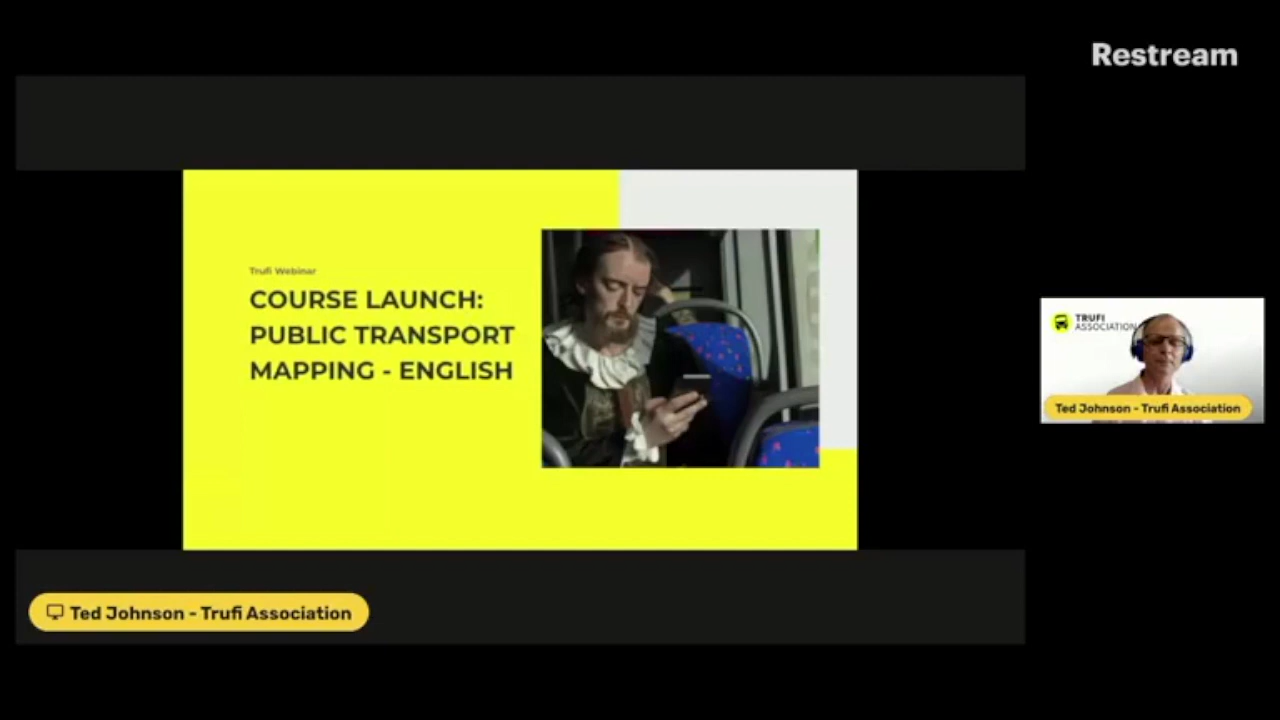 Restream
Trufi Webinar
COURSE LAUNCH:
PUBLIC TRANSPORT
MAPPING - ENGLISH
TRUFI
ASSOCIATION
Ted Johnson - Trufi Association
Ted Johnson - Trufi Association